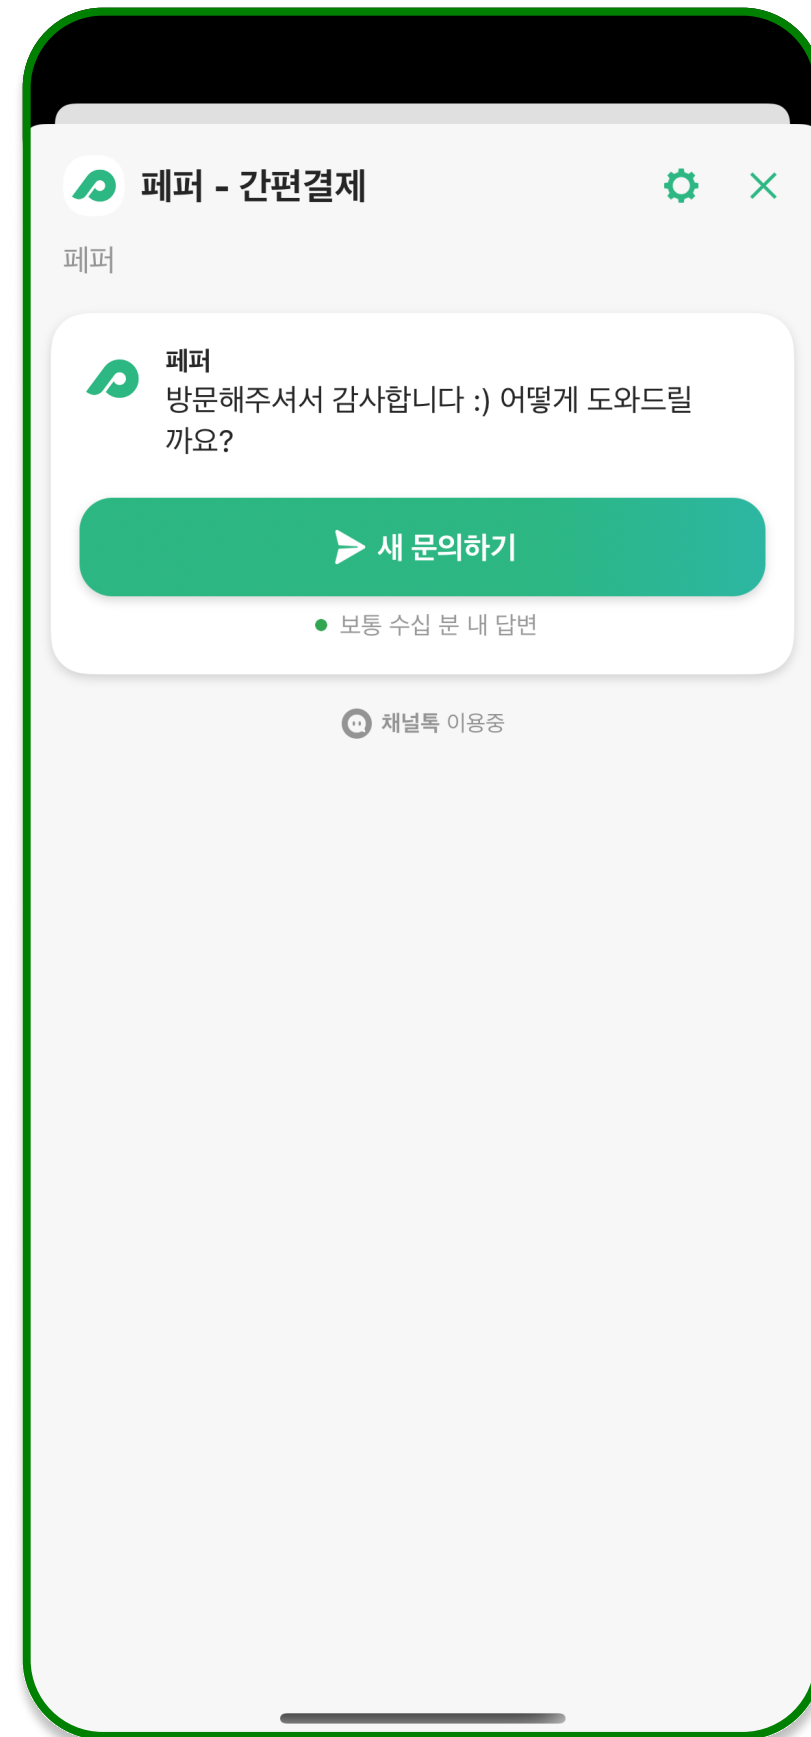 페퍼 - 간편결제
페퍼
페퍼
방문해주셔서 감사합니다 :) 어떻게 도와드릴
까요?
새 문의하기
보통 수십 분 내 답변
채널톡 이용중